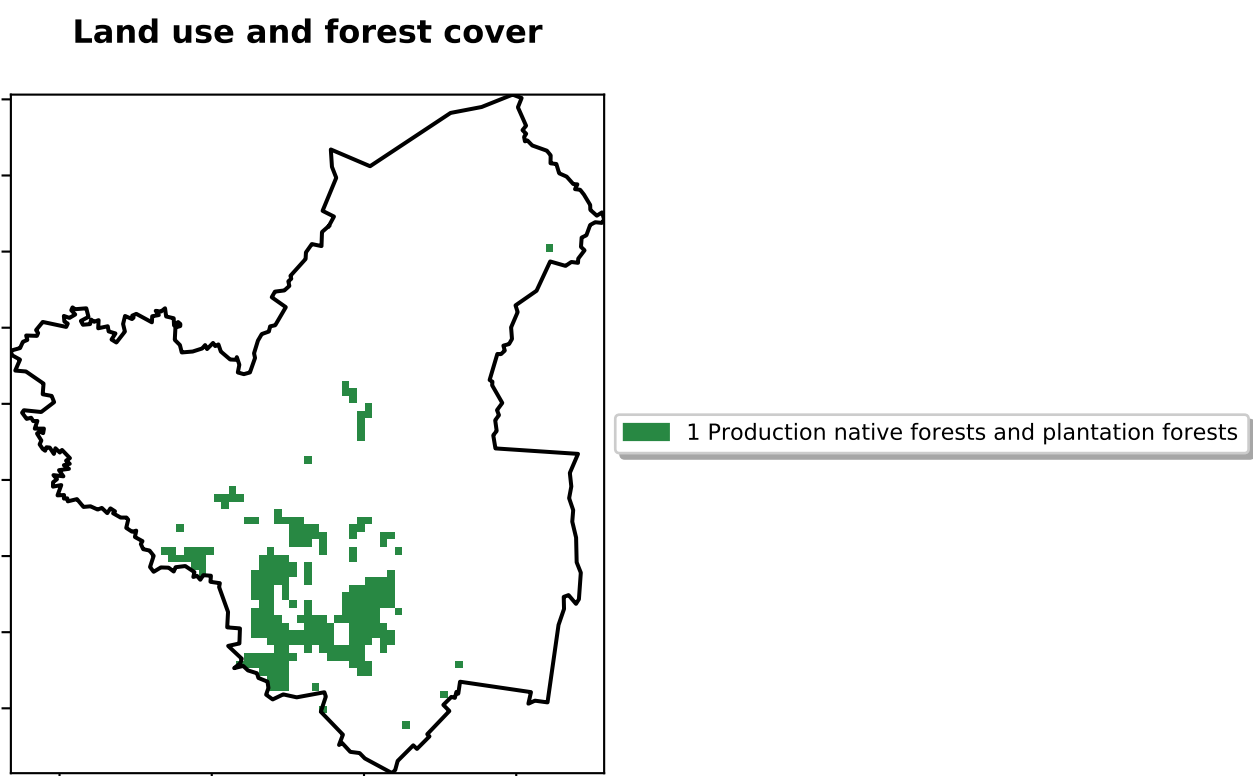 Land use and forest cover
1 Production native forests and plantation forests